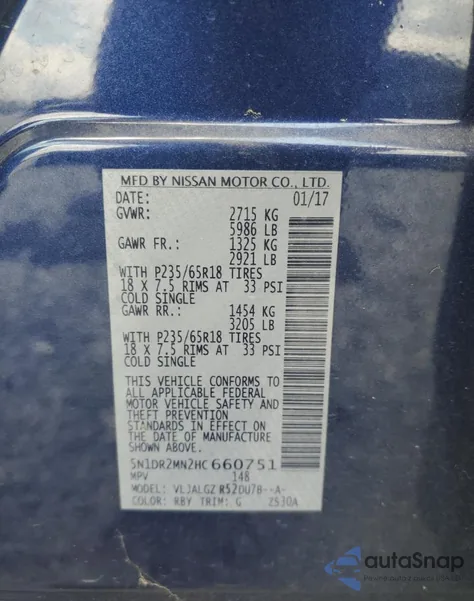 MFD BY NISSAN MOTOR CO., LTD.
DATE: 01/17
GVWR: 2715 KG
5986 LB
GAWR FR.: 1325 KG
2921 LB
WITH P235/65R18 TIRES
18 X 7.5 RIMS AT 33 PSI
COLD SINGLE
GAWR RR.: 1454 KG
3205 LB
WITH P235/65R18 TIRES
18 X 7.5 RIMS AT 33 PSI
COLD SINGLE
THIS VEHICLE CONFORMS TO
ALL APPLICABLE FEDERAL
MOTOR VEHICLE SAFETY AND
THEFT PREVENTION
STANDARDS IN EFFECT ON
THE DATE OF MANUFACTURE
SHOWN ABOVE.
5N1DR2MN2HC660751
MPV 148
MODEL: VLJALGZ R52DU7B--A-
COLOR: RBY TRIM: G 2530A
autoSnap